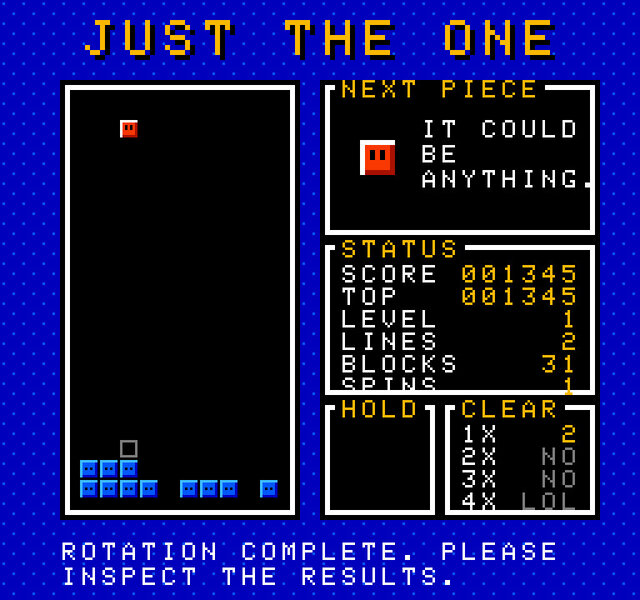 JUST THE ONE
NEXT PIECE
IT COULD
BE
ANYTHING.
STATUS
SCORE 001345
TOP 001345
LEVEL 1
LINES 2
BLOCKS 31
SPINS 1
HOLD
CLEAR
1X 2
2X NO
3X NO
4X LOL
ROTATION COMPLETE. PLEASE
INSPECT THE RESULTS.